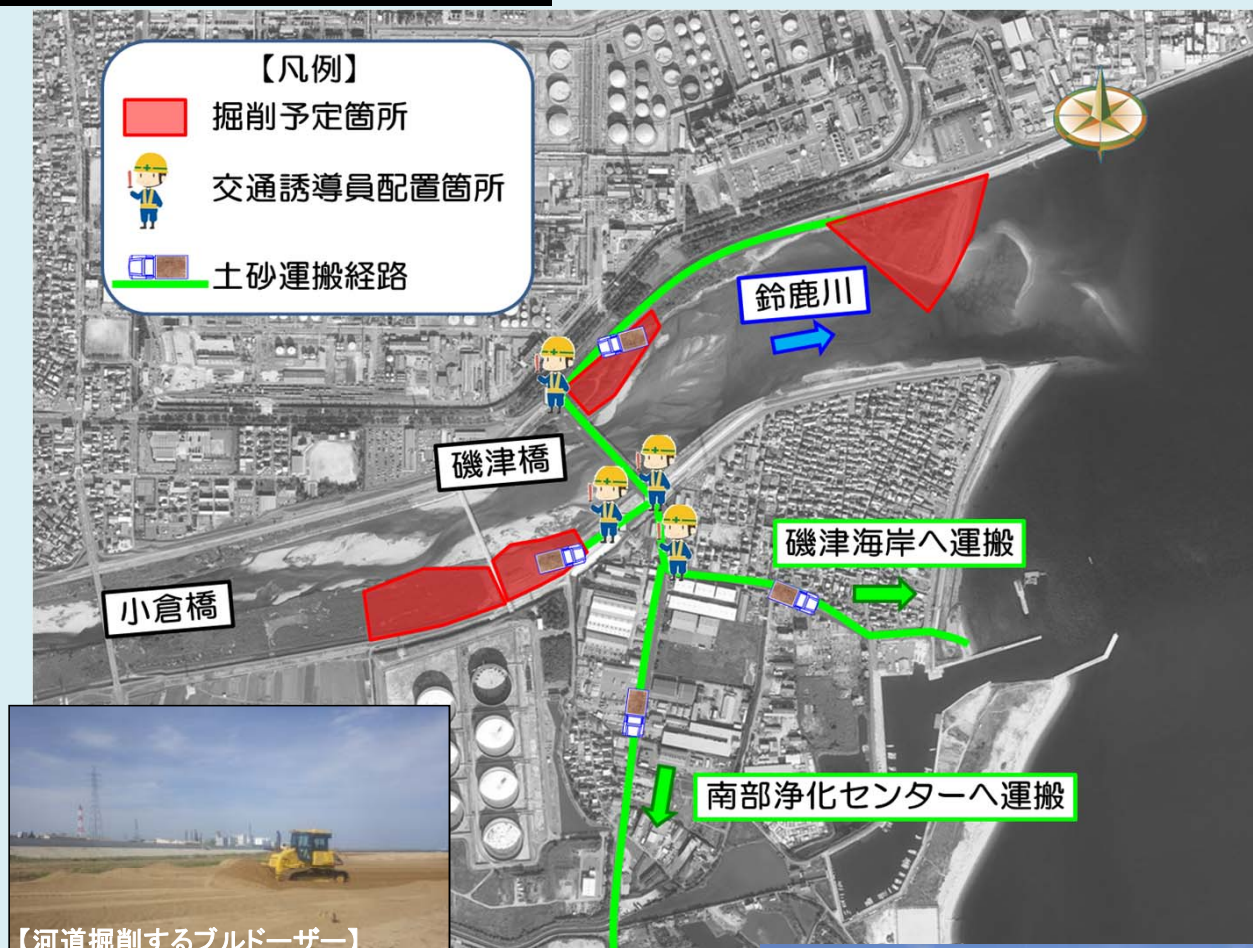 【凡例】
掘削予定箇所
交通誘導員配置箇所
土砂運搬経路
鈴鹿川
磯津橋
磯津海岸へ運搬
小倉橋
南部浄化センターへ運搬
【河道掘削するブルドーザー】